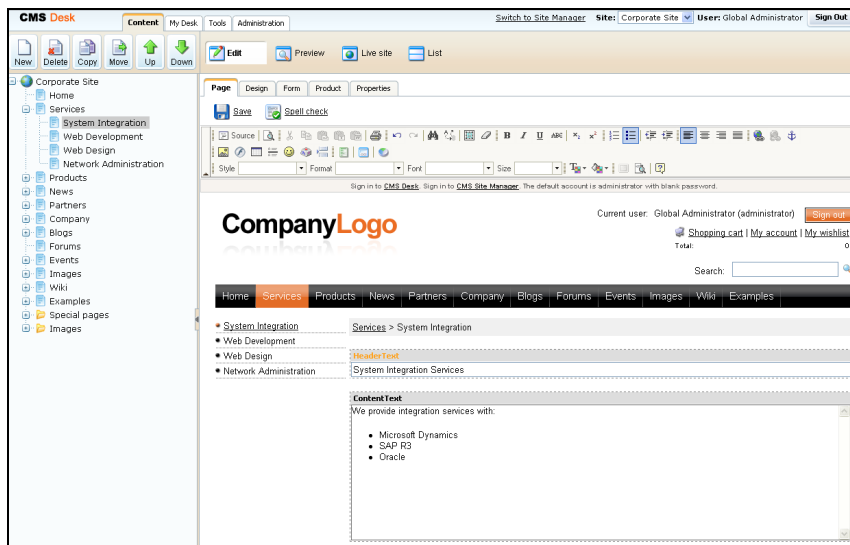 CMS Desk Content My Desk Tools Administration Switch to Site Manager Site: Corporate Site User: Global Administrator Sign Out
New Delete Copy Move Up Down Edit Preview Live site List
Corporate Site
Home
Services
System Integration
Web Development
Web Design
Network Administration
Products
News
Partners
Company
Blogs
Forums
Events
Images
Wiki
Examples
Special pages
Images
Page Design Form Product Properties
Save Spell check
Source B I U ABC
Style Format Font Size
Sign in to CMS Desk. Sign in to CMS Site Manager. The default account is administrator with blank password.
CompanyLogo
Current user: Global Administrator (administrator) Sign out
Shopping cart | My account | My wishlist
Total: 0
Search:
Home Services Products News Partners Company Blogs Forums Events Images Wiki Examples
System Integration
Web Development
Web Design
Network Administration
Services > System Integration
HeaderText
System Integration Services
ContentText
We provide integration services with:
Microsoft Dynamics
SAP R3
Oracle